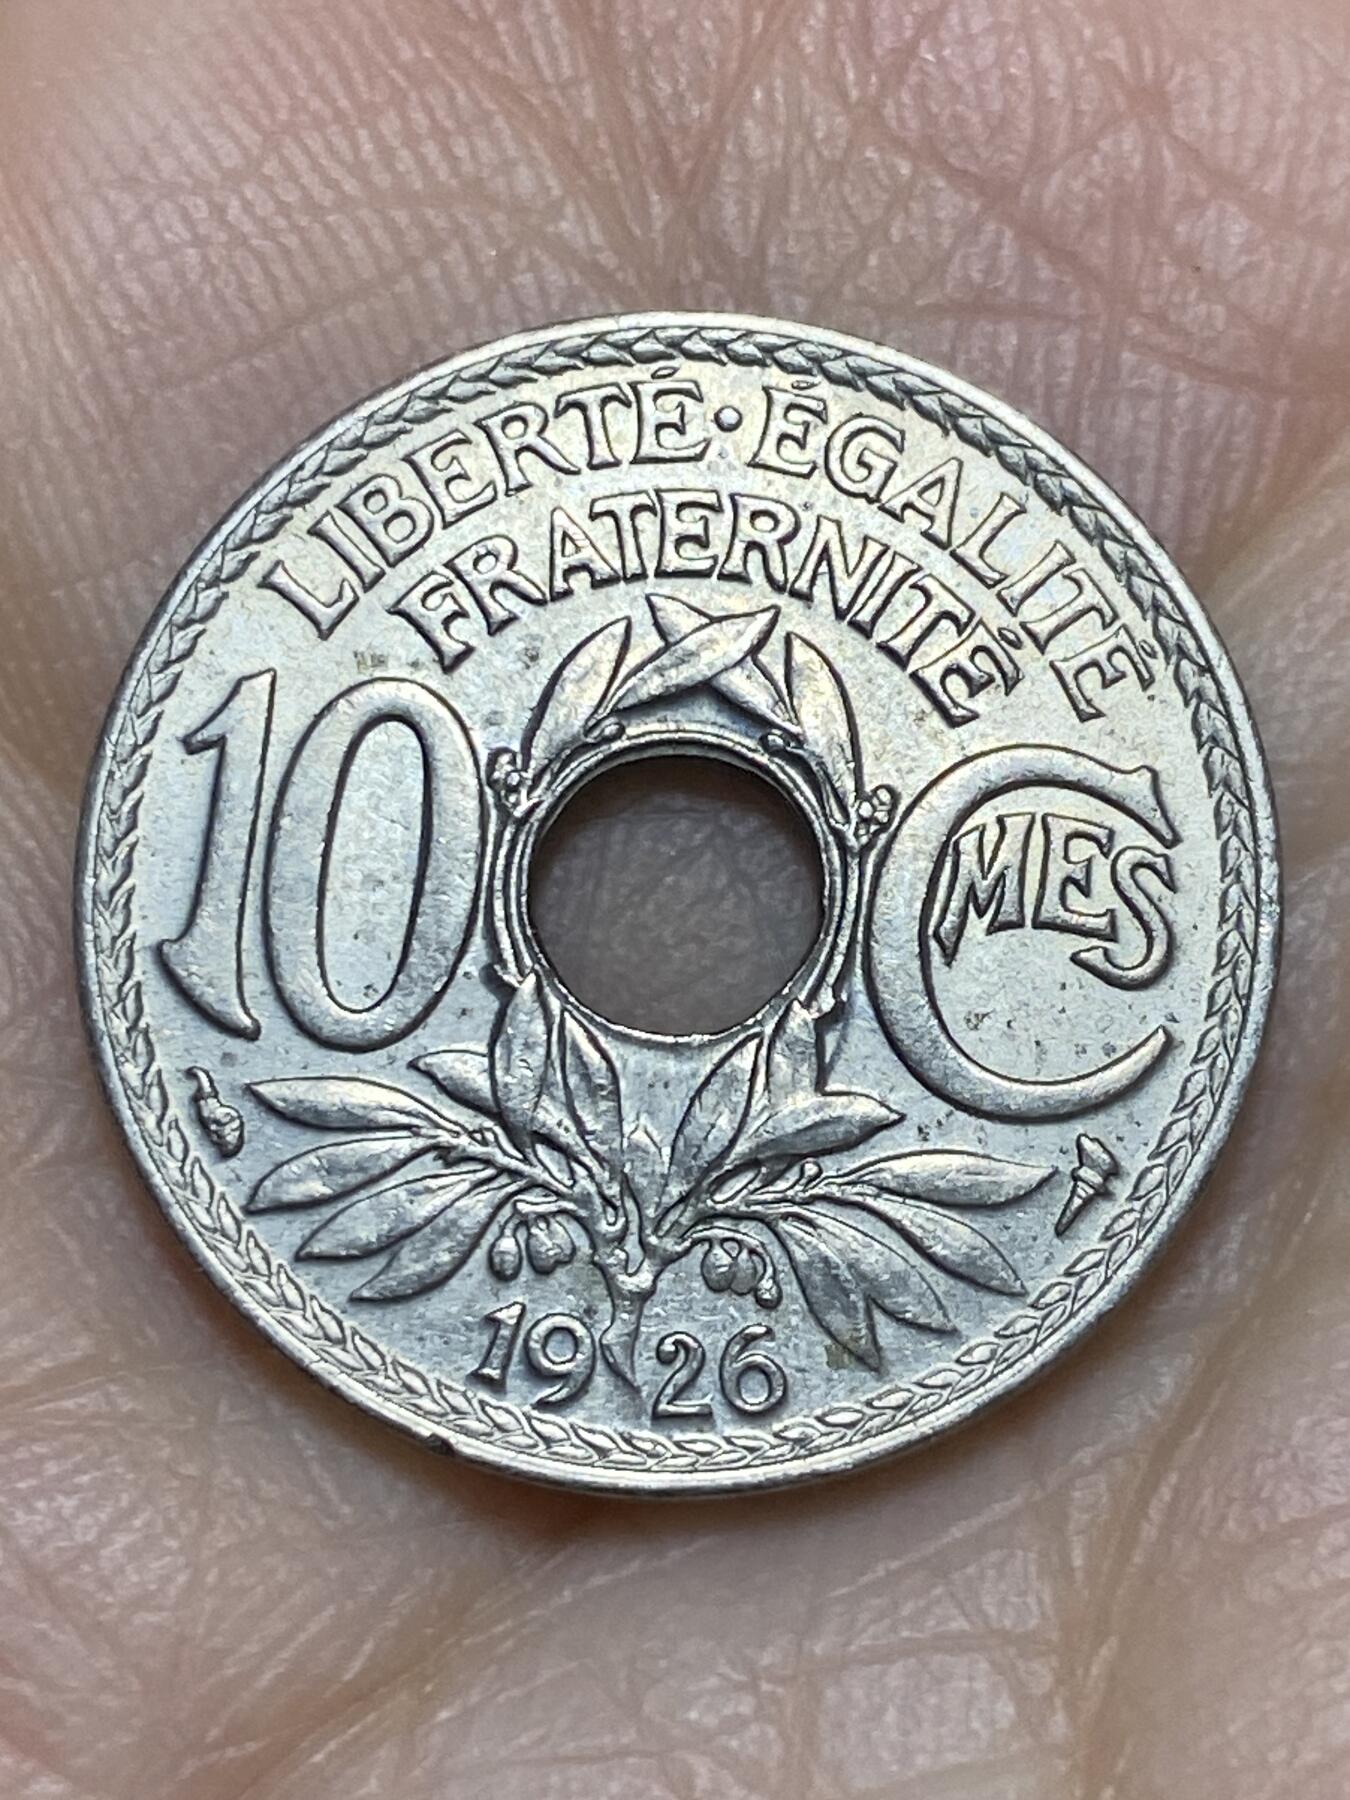 LIBERTÉ·ÉGALITÉ
FRATERNITÉ
10 CMES
1926